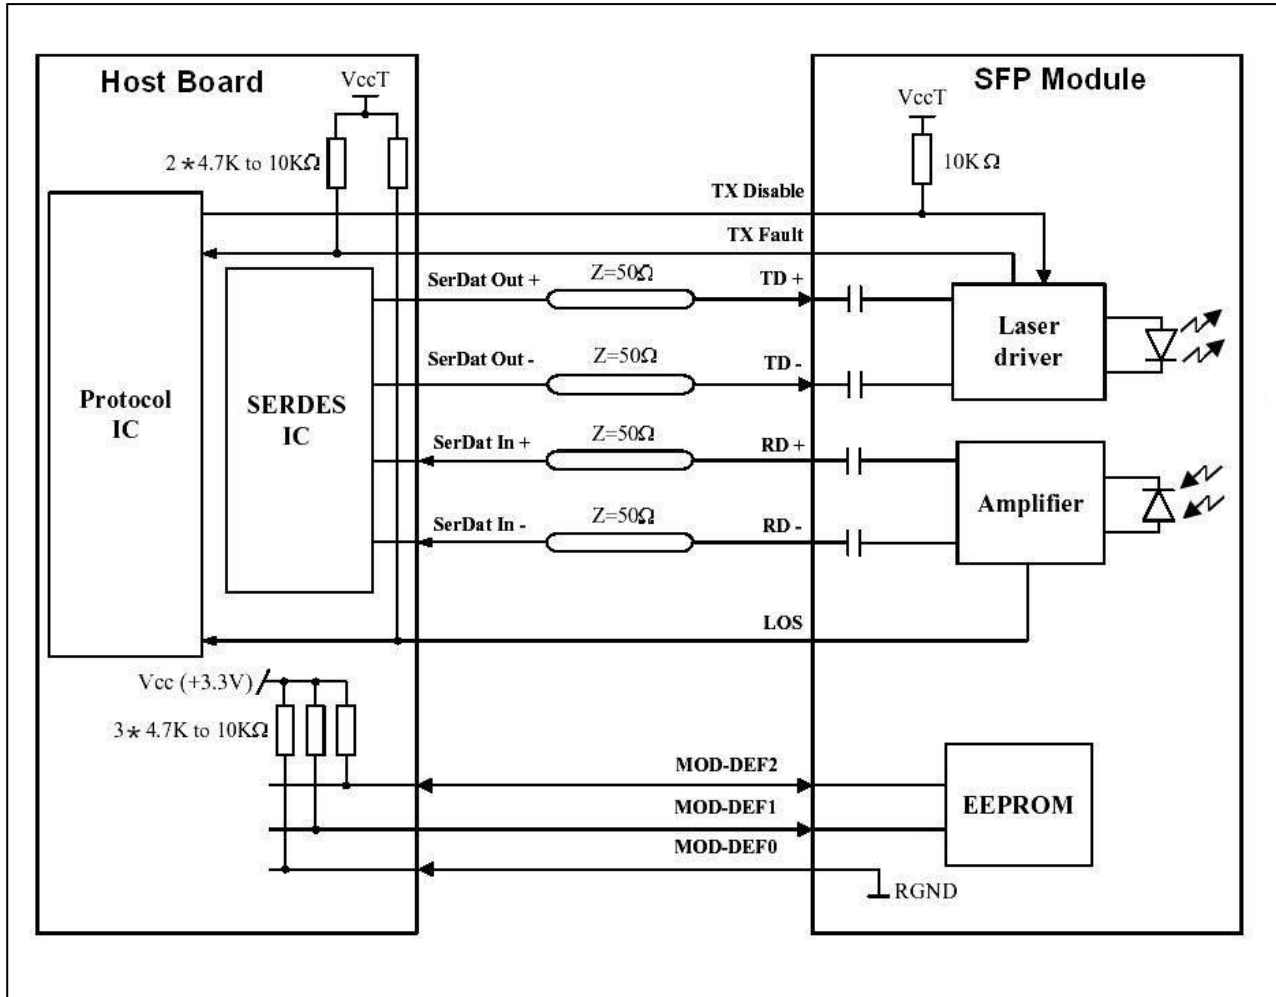 Host Board
SFP Module
VccT
VccT
2*4.7K to 10KΩ
10KΩ
TX Disable
TX Fault
SerDat Out +
Z=50Ω
TD +
SerDat Out -
Z=50Ω
TD -
Laser
driver
Protocol
IC
SERDES
IC
SerDat In +
Z=50Ω
RD +
SerDat In -
Z=50Ω
RD -
Amplifier
LOS
Vcc (+3.3V)
3*4.7K to 10KΩ
MOD-DEF2
MOD-DEF1
MOD-DEF0
EEPROM
RGND